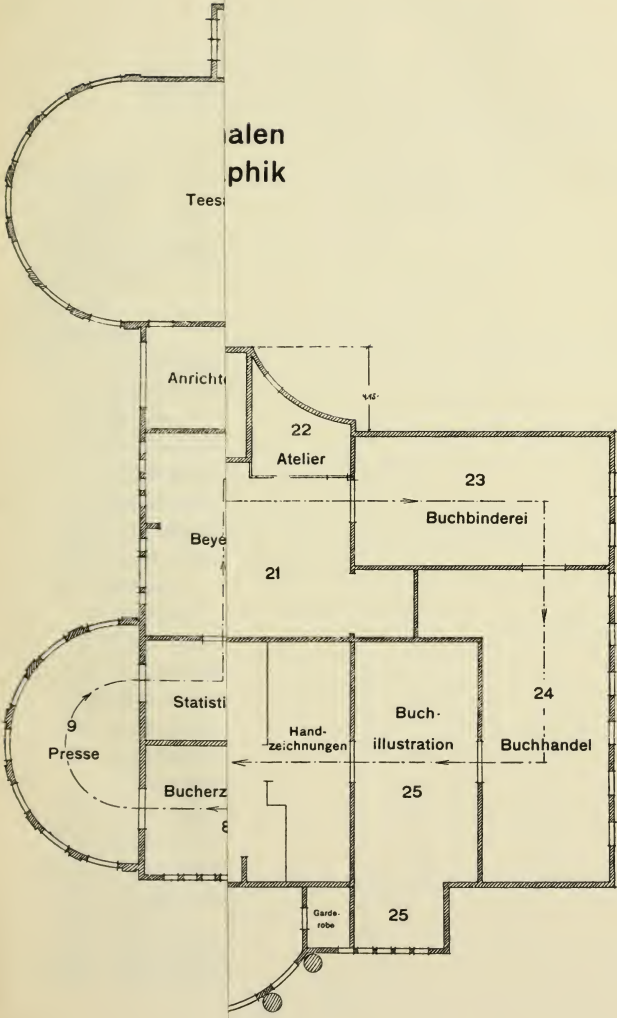 alen
phik
Tees
Anricht
22
Atelier
23
Buchbinderei
Beye
21
Statisti
9
Presse
Bucherz
8
Hand-
zeichnungen
Buch-
illustration
25
24
Buchhandel
Garde-
robe
25